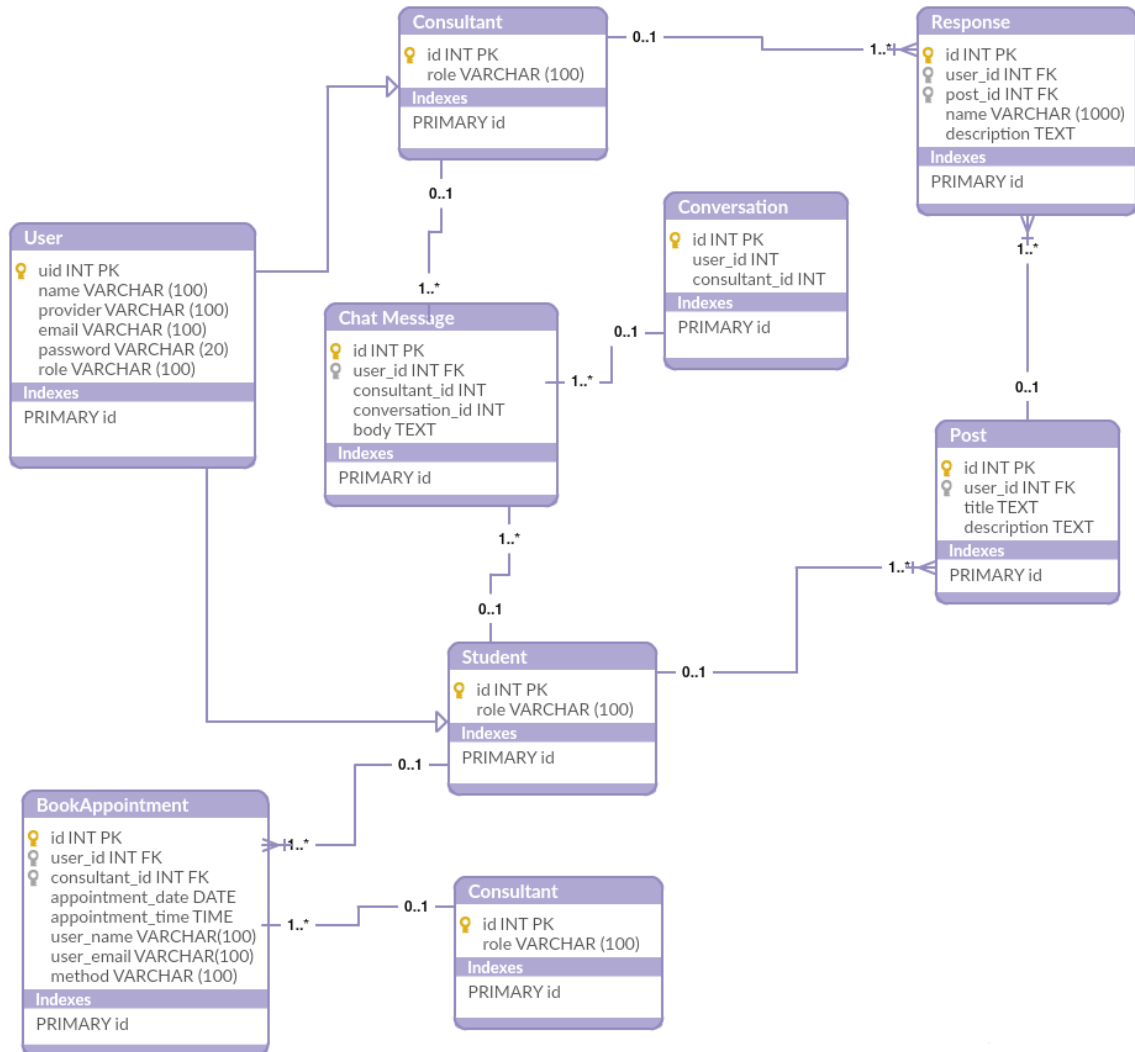 Consultant
id INT PK
role VARCHAR (100)
Indexes
PRIMARY id
0..1
1..*
Response
id INT PK
user_id INT FK
post_id INT FK
name VARCHAR (1000)
description TEXT
Indexes
PRIMARY id
0..1
1..*
Conversation
id INT PK
user_id INT
consultant_id INT
Indexes
PRIMARY id
User
uid INT PK
name VARCHAR (100)
provider VARCHAR (100)
email VARCHAR (100)
password VARCHAR (20)
role VARCHAR (100)
Indexes
PRIMARY id
1..*
Chat Message
id INT PK
user_id INT FK
consultant_id INT
conversation_id INT
body TEXT
Indexes
PRIMARY id
0..1
1..*
0..1
Post
id INT PK
user_id INT FK
title TEXT
description TEXT
Indexes
PRIMARY id
1..*
1..*
0..1
Student
id INT PK
role VARCHAR (100)
Indexes
PRIMARY id
0..1
0..1
BookAppointment
id INT PK
user_id INT FK
consultant_id INT FK
appointment_date DATE
appointment_time TIME
user_name VARCHAR(100)
user_email VARCHAR(100)
method VARCHAR (100)
Indexes
PRIMARY id
1..*
1..*
0..1
Consultant
id INT PK
role VARCHAR (100)
Indexes
PRIMARY id